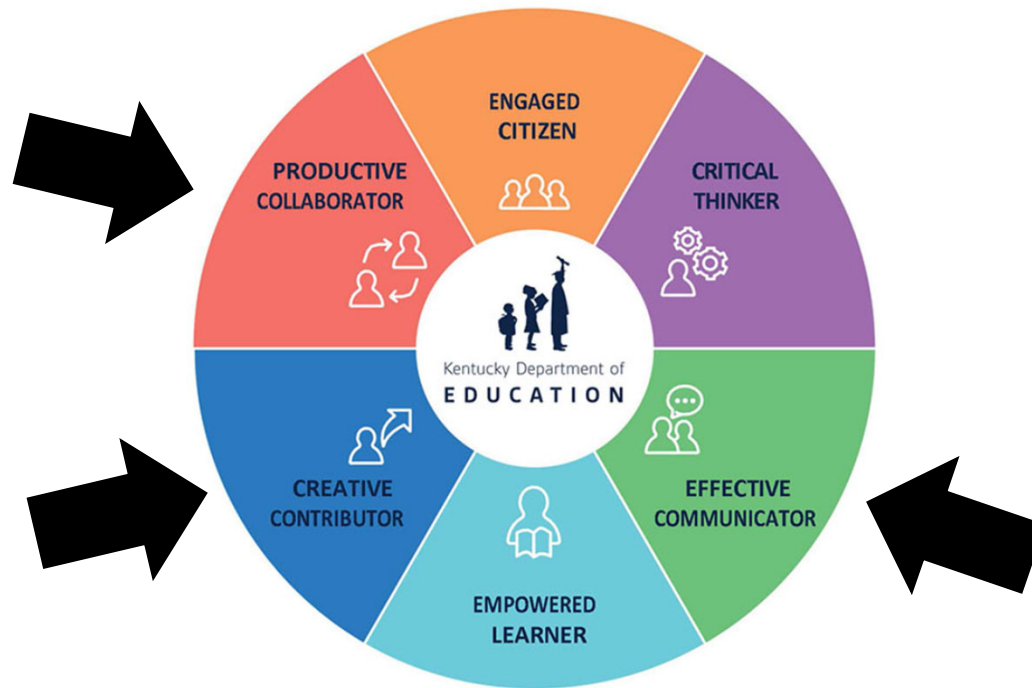 ENGAGED
CITIZEN
CRITICAL
THINKER
EFFECTIVE
COMMUNICATOR
EMPOWERED
LEARNER
CREATIVE
CONTRIBUTOR
PRODUCTIVE
COLLABORATOR
Kentucky Department of
EDUCATION